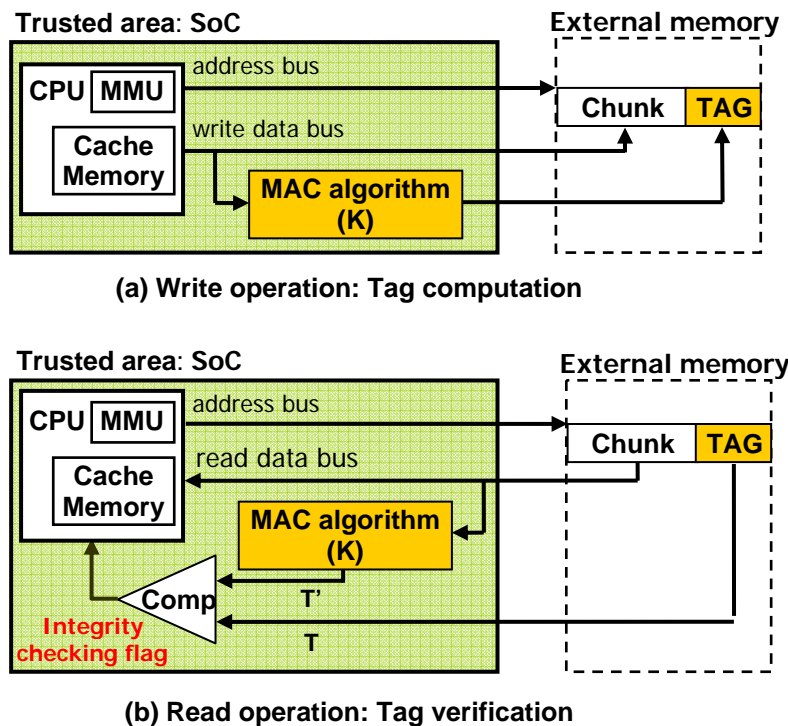 Trusted area: SoC
External memory
CPU
MMU
address bus
Chunk
TAG
write data bus
Cache
Memory
MAC algorithm
(K)
(a) Write operation: Tag computation
Trusted area: SoC
External memory
CPU
MMU
address bus
Chunk
TAG
read data bus
Cache
Memory
MAC algorithm
(K)
Comp
T'
Integrity
checking flag
T
(b) Read operation: Tag verification